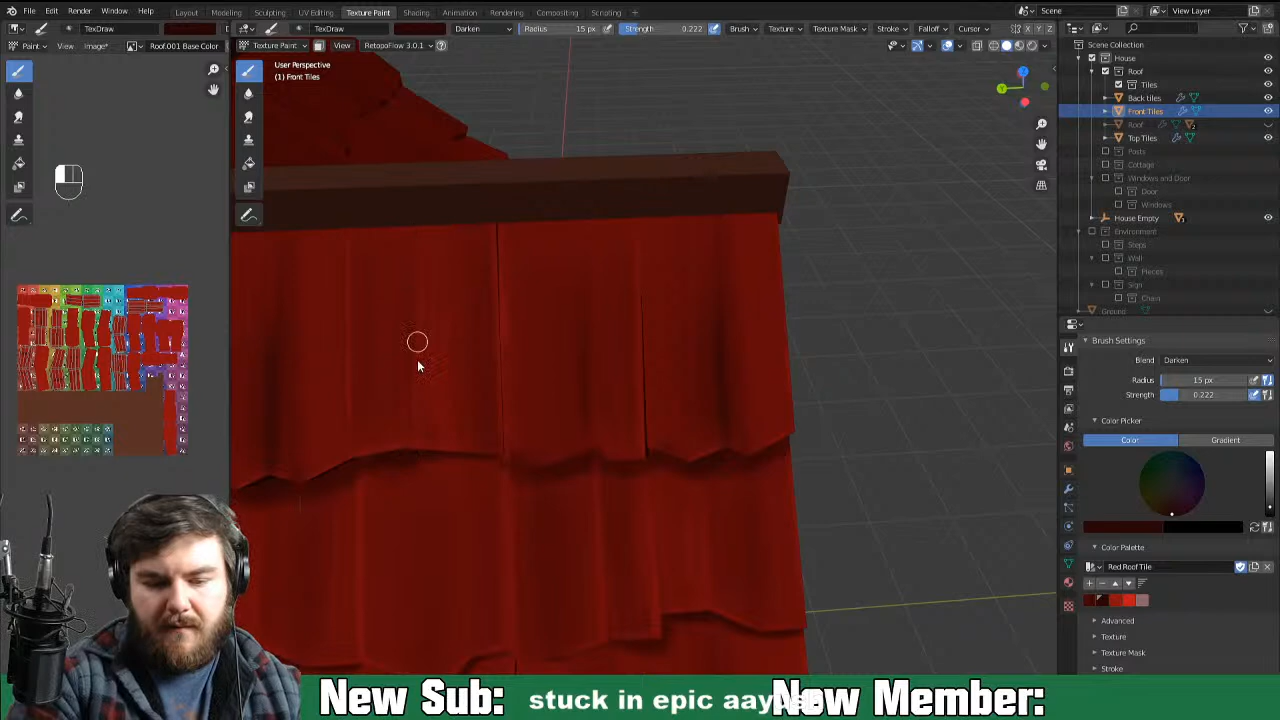 File Edit Render Window Help Layout Modeling Sculpting UV Editing Texture Paint Shading Animation Rendering Compositing Scripting + Scene View Layer
TexDraw TexDraw Darken Radius 15 px Strength 0.222 Brush Texture Texture Mask Stroke Falloff Cursor X Y Z
Paint View Image* Roof.001 Base Color Texture Paint View RetopoFlow 3.0.1
User Perspective
(1) Front Tiles
Scene Collection
House
Roof
Tiles
Back tiles
Front Tiles
Roof
Top Tiles
Posts
Cottage
Windows and Door
Door
Windows
House Empty
Environment
Steps
Wall
Pieces
Sign
Chain
Ground
Brush Settings
Blend Darken
Radius 15 px
Strength 0.222
Color Picker
Color Gradient
Color Palette
Red Roof Tile
Advanced
Texture
Texture Mask
Stroke
New Sub: stuck in epic aayu New Member: